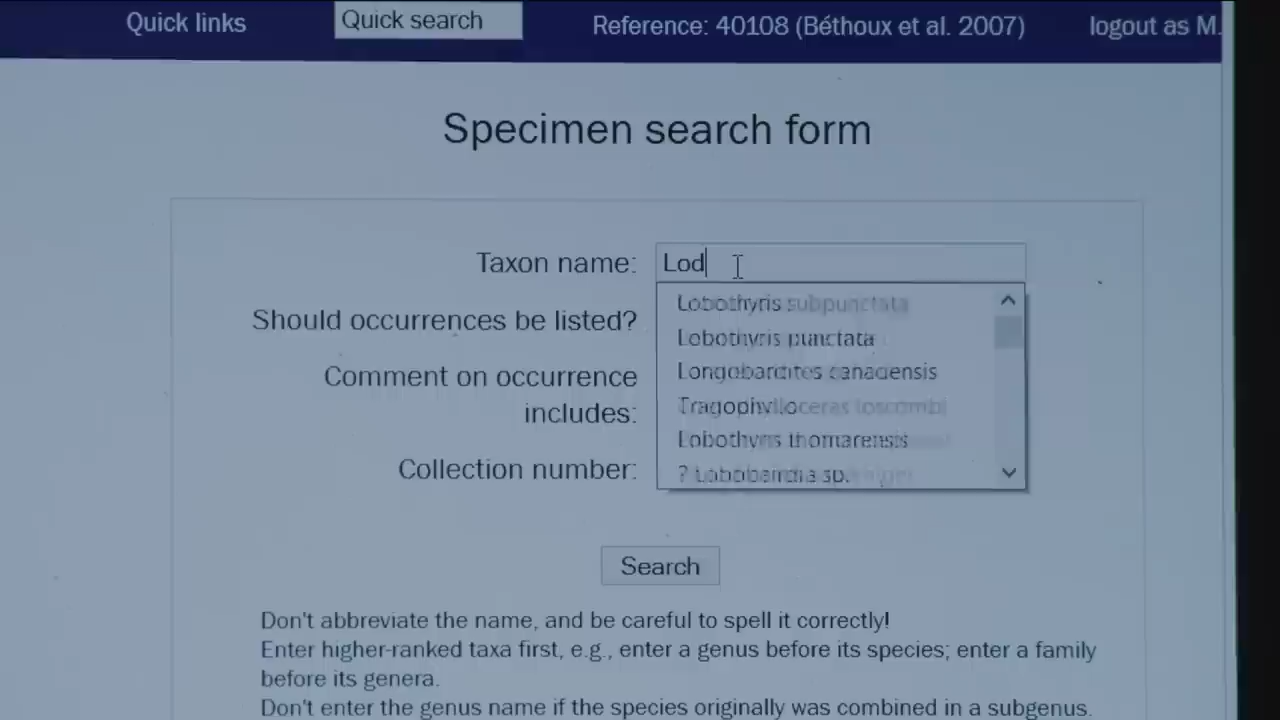 Quick links
Quick search
Reference: 40108 (Béthoux et al. 2007)
logout as M.
Specimen search form
Taxon name:
Lod
Lobothyris
Should occurrences be listed?
Lobothyris punctata
Longobardites canadensis
Comment on occurrence
includes:
Lobothyris thomarensis
Collection number:
sp.
Search
Don't abbreviate the name, and be careful to spell it correctly!
Enter higher-ranked taxa first, e.g., enter a genus before its species; enter a family
before its genera.
Don't enter the genus name if the species originally was combined in a subgenus.